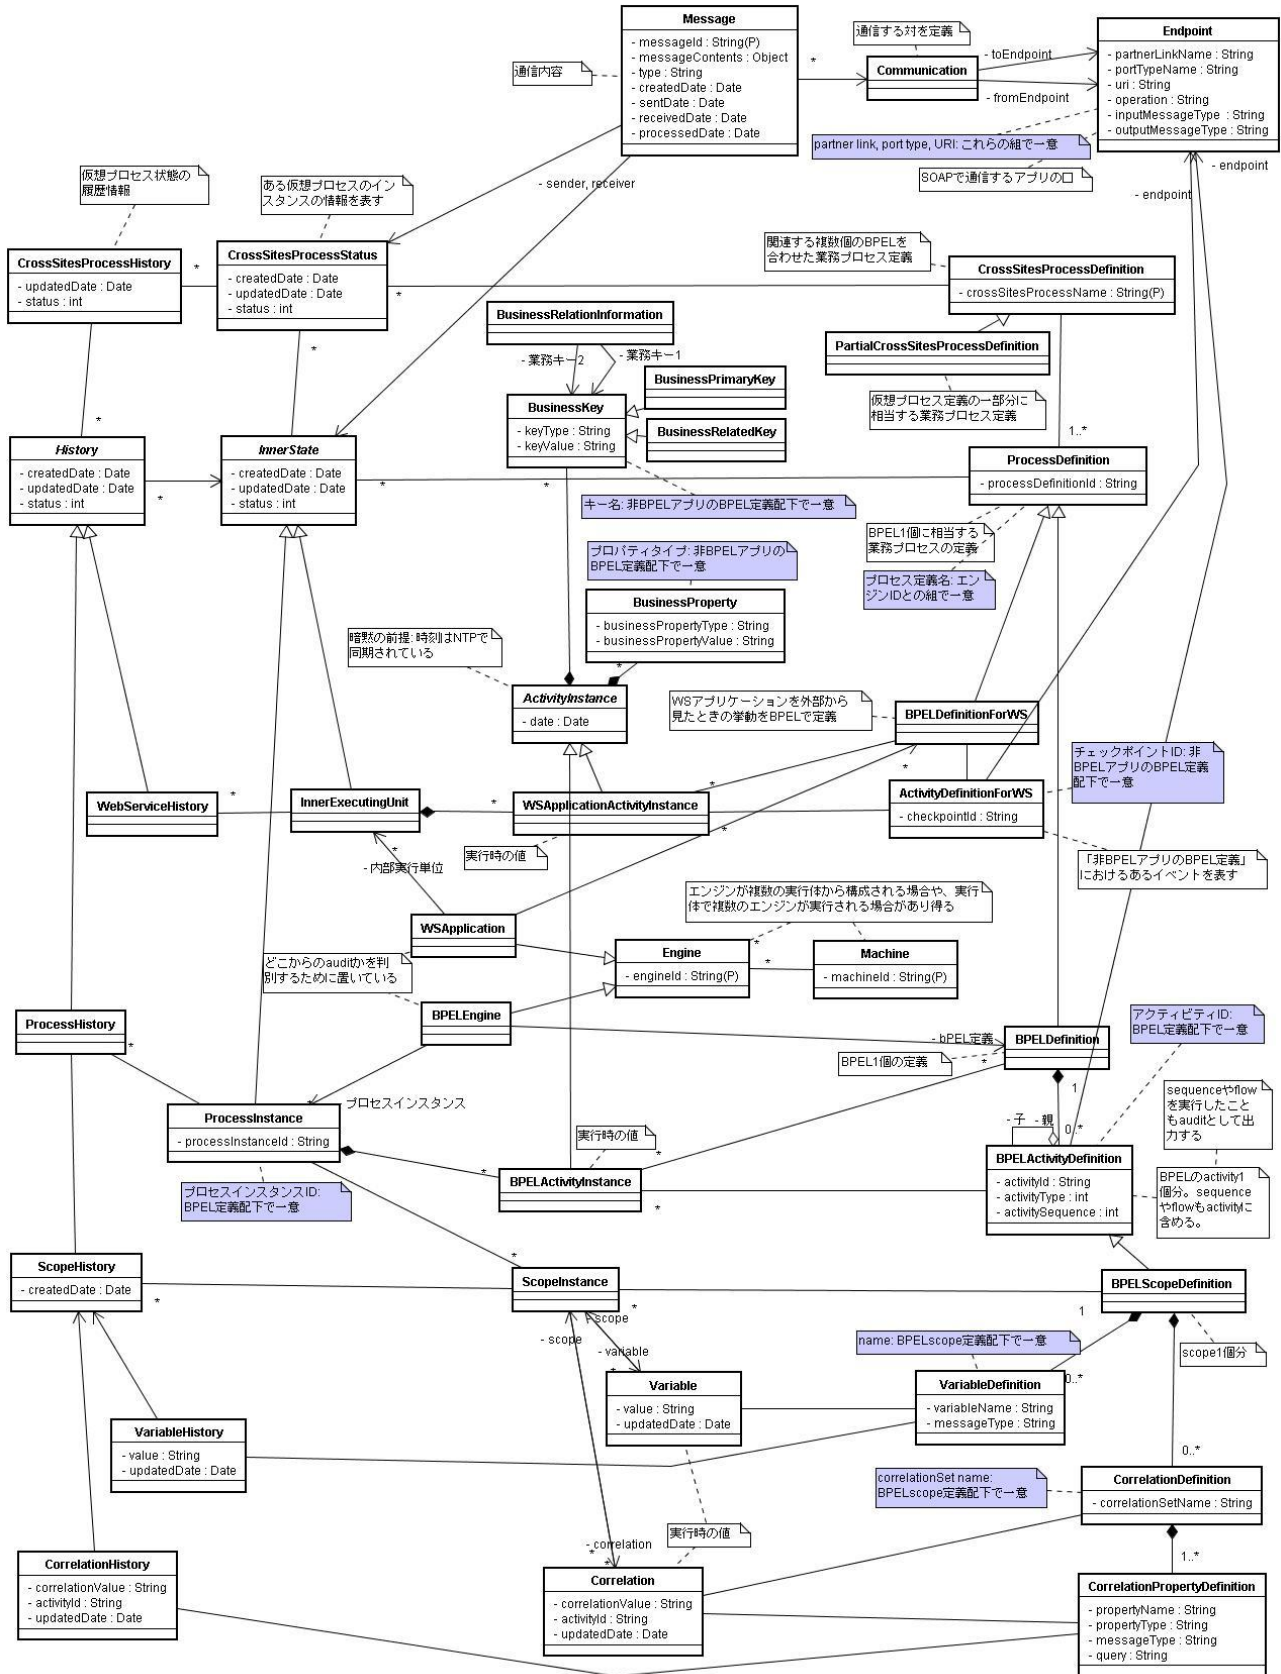 Message
- messageId : String(P)
- messageContents : Object
- type : String
- createdDate : Date
- sentDate : Date
- receivedDate : Date
- processedDate : Date
通信内容
*
通信する対を定義
Communication
- toEndpoint
- fromEndpoint
Endpoint
- partnerLinkName : String
- portTypeName : String
- uri : String
- operation : String
- inputMessageType : String
- outputMessageType : String
partner link, port type, URI: これらの組で一意
SOAPで通信するアプリの口
- endpoint
- endpoint
- sender, receiver
仮想プロセス状態の
履歴情報
ある仮想プロセスのイン
スタンスの情報を表す
CrossSitesProcessHistory
- updatedDate : Date
- status : int
*
CrossSitesProcessStatus
- createdDate : Date
- updatedDate : Date
- status : int
*
*
関連する複数個のBPELを
合わせた業務プロセス定義
CrossSitesProcessDefinition
- crossSitesProcessName : String(P)
PartialCrossSitesProcessDefinition
仮想プロセス定義の一部分に
相当する業務プロセス定義
1..*
BusinessRelationInformation
- 業務キー2
- 業務キー1
BusinessPrimaryKey
BusinessRelatedKey
BusinessKey
- keyType : String
- keyValue : String
*
キー名: 非BPELアプリのBPEL定義配下で一意
*
History
- createdDate : Date
- updatedDate : Date
- status : int
*
InnerState
- createdDate : Date
- updatedDate : Date
- status : int
*
ProcessDefinition
- processDefinitionId : String
BPEL1個に相当する
業務プロセスの定義
プロセス定義名: エン
ジンIDとの組で一意
プロパティタイプ: 非BPELアプリの
BPEL定義配下で一意
BusinessProperty
- businessPropertyType : String
- businessPropertyValue : String
*
暗黙の前提: 時刻はNTPで
同期されている
ActivityInstance
- date : Date
WSアプリケーションを外部から
見たときの挙動をBPELで定義
BPELDefinitionForWS
*
*
チェックポイントID: 非
BPELアプリのBPEL定義
配下で一意
ActivityDefinitionForWS
- checkpointId : String
「非BPELアプリのBPEL定義」
におけるあるイベントを表す
WebServiceHistory
*
InnerExecutingUnit
*
WSApplicationActivityInstance
*
実行時の値
*
- 内部実行単位
WSApplication
エンジンが複数の実行体から構成される場合や、実行
体で複数のエンジンが実行される場合があり得る
Engine
- engineId : String(P)
*
*
Machine
- machineId : String(P)
どこからのauditかを判
別するために置いている
BPELEngine
- bPEL定義
*
BPEL1個の定義
BPELDefinition
1
アクティビティID:
BPEL定義配下で一意
sequenceやflow
を実行したこと
もauditとして出
力する
ProcessHistory
*
ProcessInstance
- processInstanceId : String
プロセスインスタンス
プロセスインスタンスID:
BPEL定義配下で一意
*
実行時の値
BPELActivityInstance
*
*
- 子 - 親
0..*
BPELActivityDefinition
- activityId : String
- activityType : int
- activitySequence : int
BPELのactivity1
個分。sequence
やflowもactivityに
含める。
ScopeHistory
- createdDate : Date
*
*
ScopeInstance
*
- scope
- scope
- variable
*
BPELScopeDefinition
1
scope1個分
name: BPELscope定義配下で一意
0..*
Variable
- value : String
- updatedDate : Date
VariableDefinition
- variableName : String
- messageType : String
VariableHistory
- value : String
- updatedDate : Date
0..*
correlationSet name:
BPELscope定義配下で一意
CorrelationDefinition
- correlationSetName : String
1..*
実行時の値
- correlation
*
*
CorrelationHistory
- correlationValue : String
- activityId : String
- updatedDate : Date
Correlation
- correlationValue : String
- activityId : String
- updatedDate : Date
CorrelationPropertyDefinition
- propertyName : String
- propertyType : String
- messageType : String
- query : String